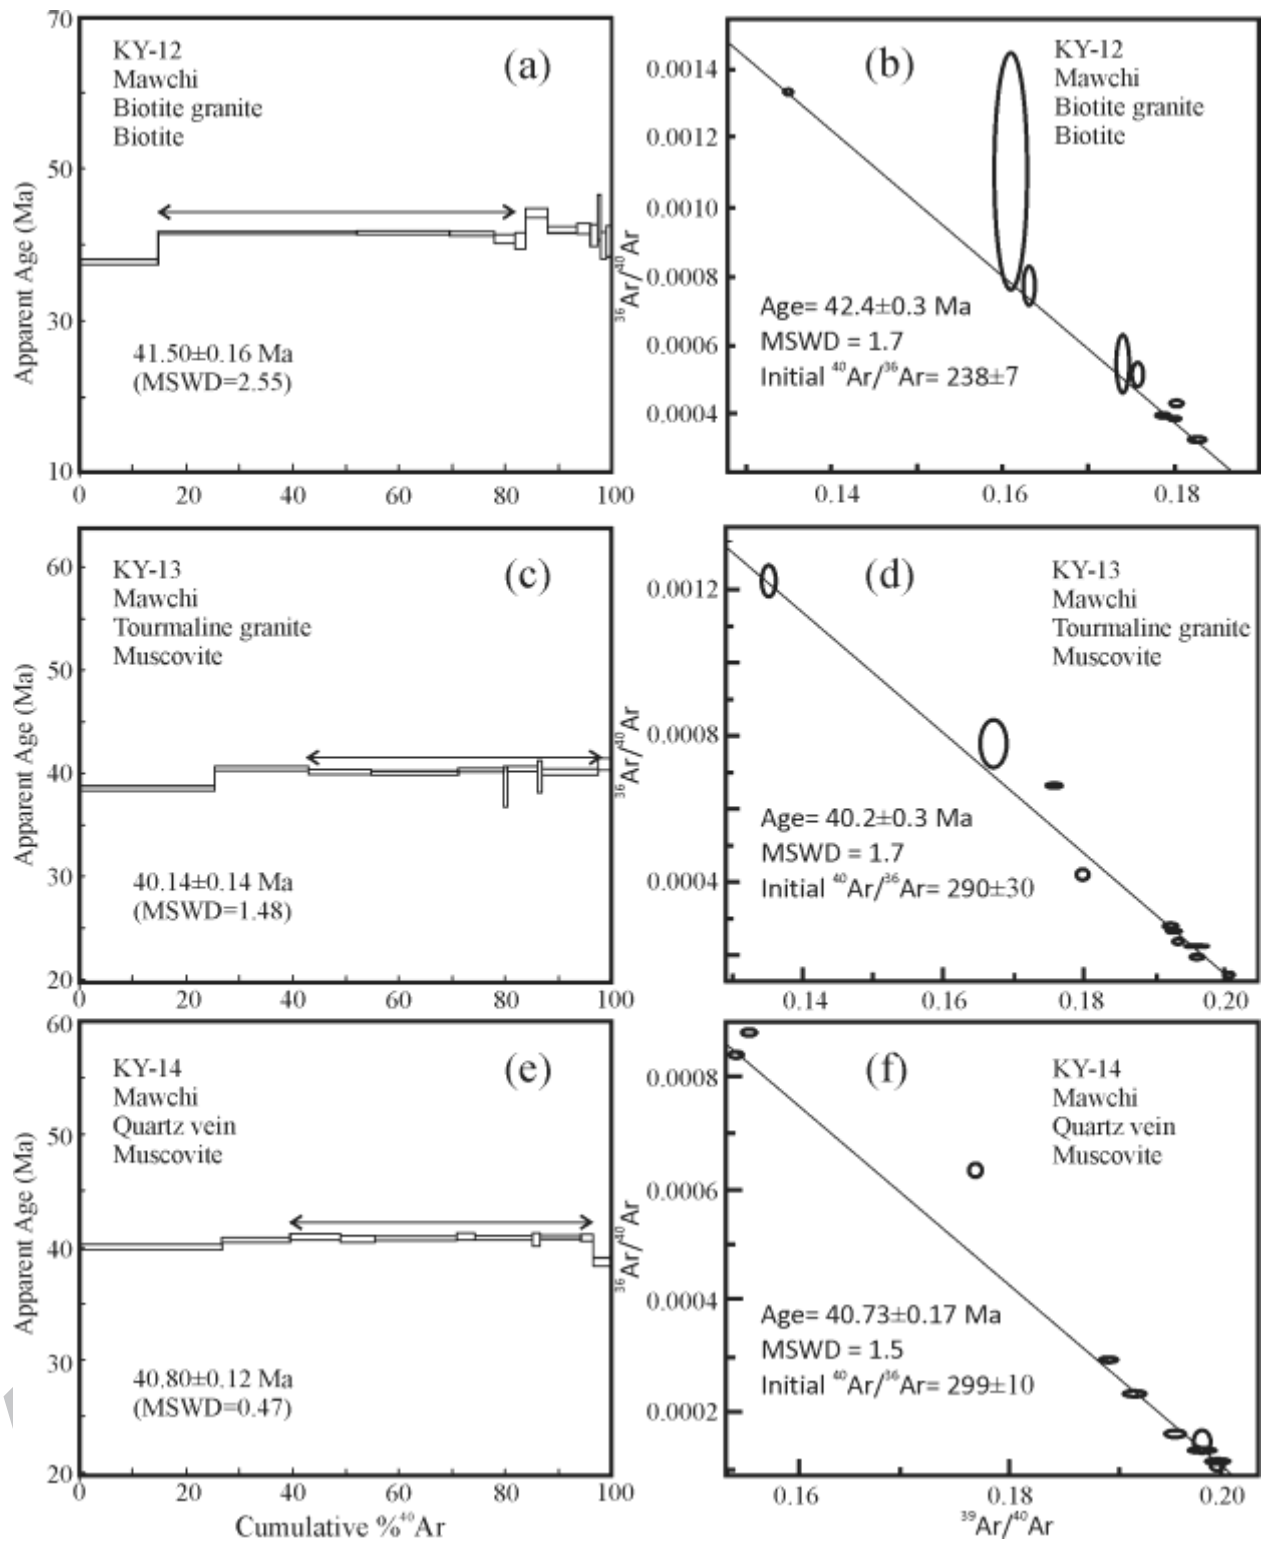 70
50
30
10
Apparent Age (Ma)
KY-12
Mawchi
Biotite granite
Biotite
(a)
41.50±0.16 Ma
(MSWD=2.55)
0 20 40 60 80 100
0.0014
0.0012
0.0010
0.0008
0.0006
0.0004
³⁶Ar/⁴⁰Ar
(b)
KY-12
Mawchi
Biotite granite
Biotite
Age= 42.4±0.3 Ma
MSWD = 1.7
Initial ⁴⁰Ar/³⁶Ar= 238±7
0.14 0.16 0.18
60
50
40
30
20
Apparent Age (Ma)
KY-13
Mawchi
Tourmaline granite
Muscovite
(c)
40.14±0.14 Ma
(MSWD=1.48)
0 20 40 60 80 100
0.0012
0.0008
0.0004
³⁶Ar/⁴⁰Ar
(d)
KY-13
Mawchi
Tourmaline granite
Muscovite
Age= 40.2±0.3 Ma
MSWD = 1.7
Initial ⁴⁰Ar/³⁶Ar= 290±30
0.14 0.16 0.18 0.20
60
50
40
30
20
Apparent Age (Ma)
KY-14
Mawchi
Quartz vein
Muscovite
(e)
40.80±0.12 Ma
(MSWD=0.47)
0 20 40 60 80 100
Cumulative %⁴⁰Ar
0.0008
0.0006
0.0004
0.0002
³⁶Ar/⁴⁰Ar
(f)
KY-14
Mawchi
Quartz vein
Muscovite
Age= 40.73±0.17 Ma
MSWD = 1.5
Initial ⁴⁰Ar/³⁶Ar= 299±10
0.16 0.18 0.20
³⁹Ar/⁴⁰Ar